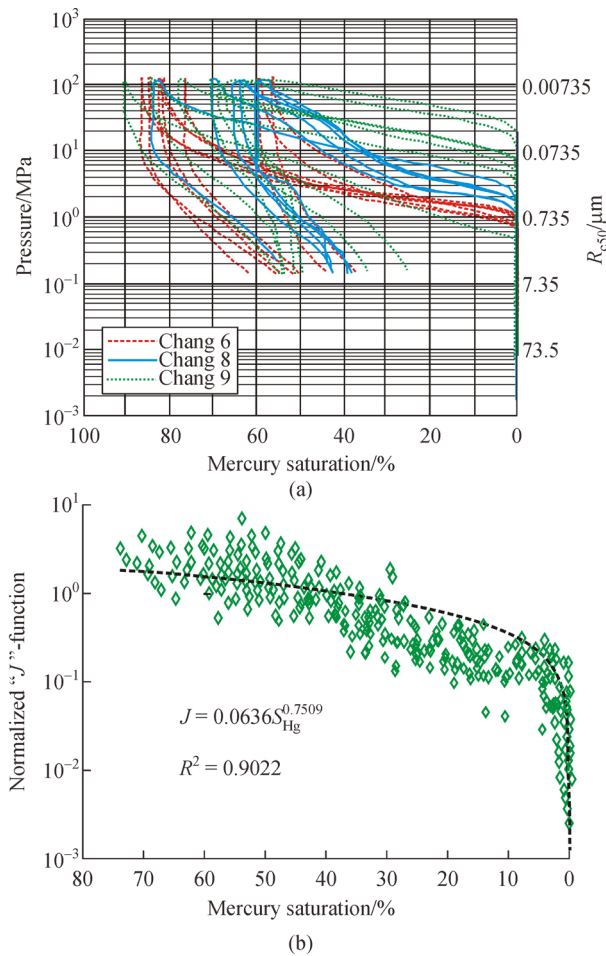 10³
10²
10¹
10⁰
10⁻¹
10⁻²
10⁻³
Pressure/MPa
0.00735
0.0735
0.735
7.35
73.5
R_c50/μm
Chang 6
Chang 8
Chang 9
100 80 60 40 20 0
Mercury saturation/%
(a)
10¹
10⁰
10⁻¹
10⁻²
10⁻³
Normalized “J”-function
J = 0.0636S_Hg^0.7509
R² = 0.9022
80 70 60 50 40 30 20 10 0
Mercury saturation/%
(b)